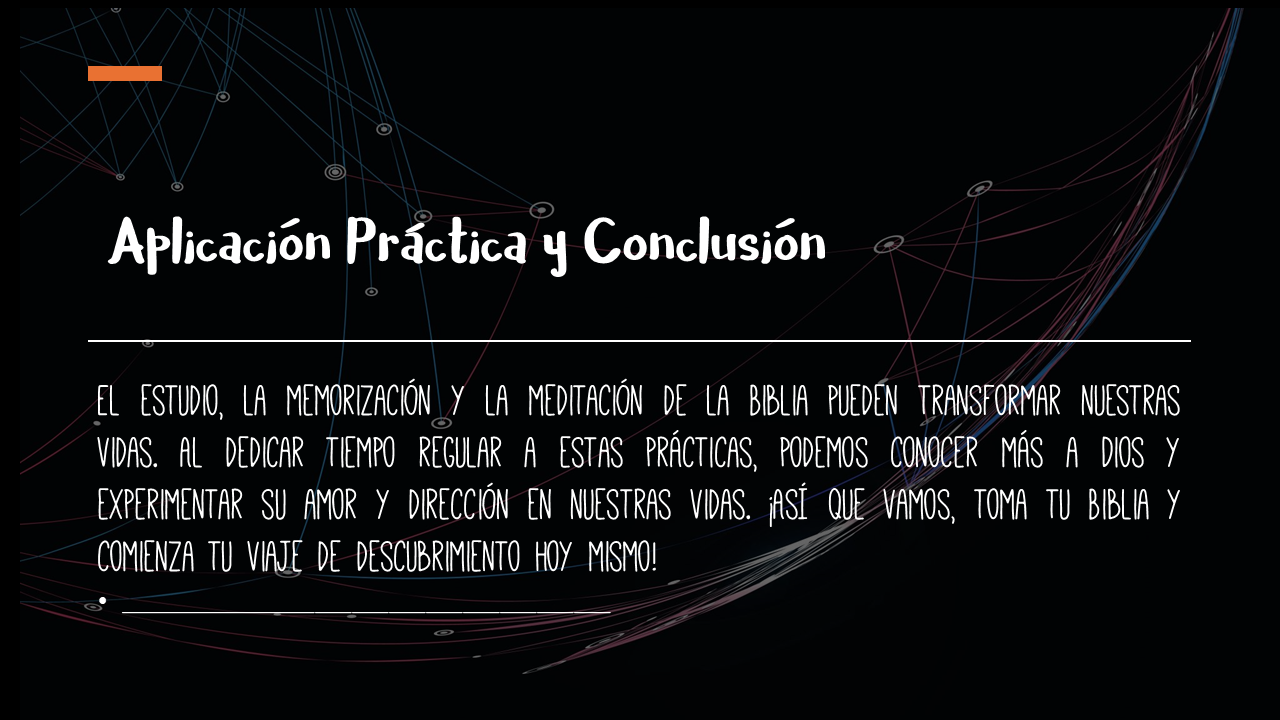 Aplicación Práctica y Conclusión
EL ESTUDIO, LA MEMORIZACIÓN Y LA MEDITACIÓN DE LA BIBLIA PUEDEN TRANSFORMAR NUESTRAS
VIDAS. AL DEDICAR TIEMPO REGULAR A ESTAS PRÁCTICAS, PODEMOS CONOCER MÁS A DIOS Y
EXPERIMENTAR SU AMOR Y DIRECCIÓN EN NUESTRAS VIDAS. ¡ASÍ QUE VAMOS, TOMA TU BIBLIA Y
COMIENZA TU VIAJE DE DESCUBRIMIENTO HOY MISMO!
• ________________________________________